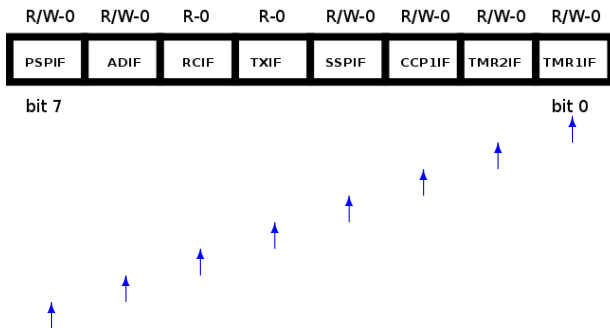 R/W-0 R/W-0 R-0 R-0 R/W-0 R/W-0 R/W-0 R/W-0
PSPIF ADIF RCIF TXIF SSPIF CCP1IF TMR2IF TMR1IF
bit 7 bit 0